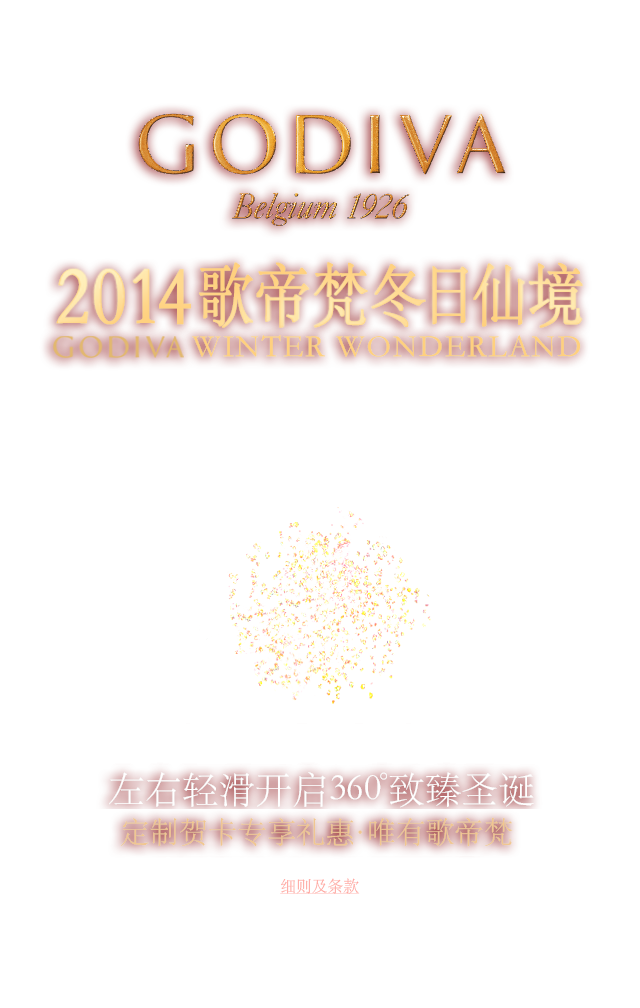 GODIVA
Belgium 1926
2014歌帝梵冬日仙境
GODIVA WINTER WONDERLAND
左右轻滑开启360°致臻圣诞
定制贺卡专享礼惠·唯有歌帝梵
细则及条款